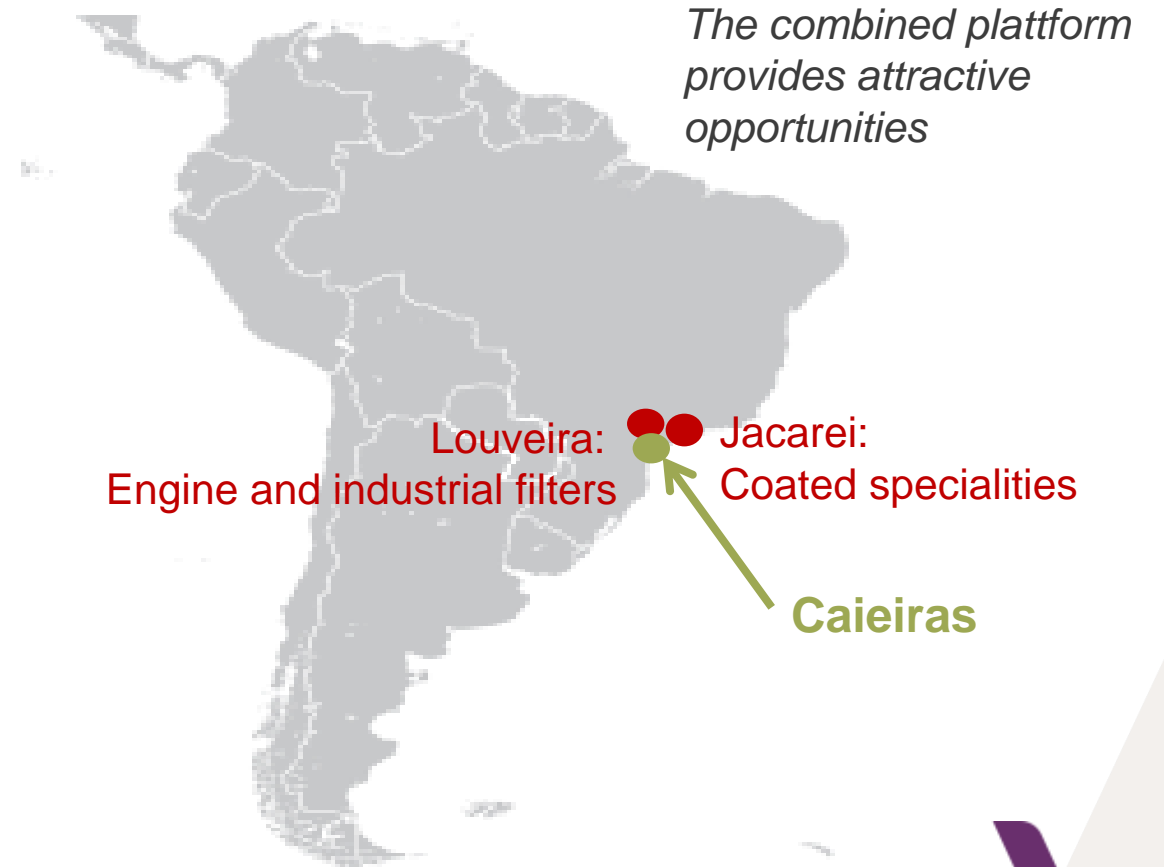 The combined plattform
provides attractive
opportunities
Louveira:
Engine and industrial filters
Jacarei:
Coated specialities
Caieiras